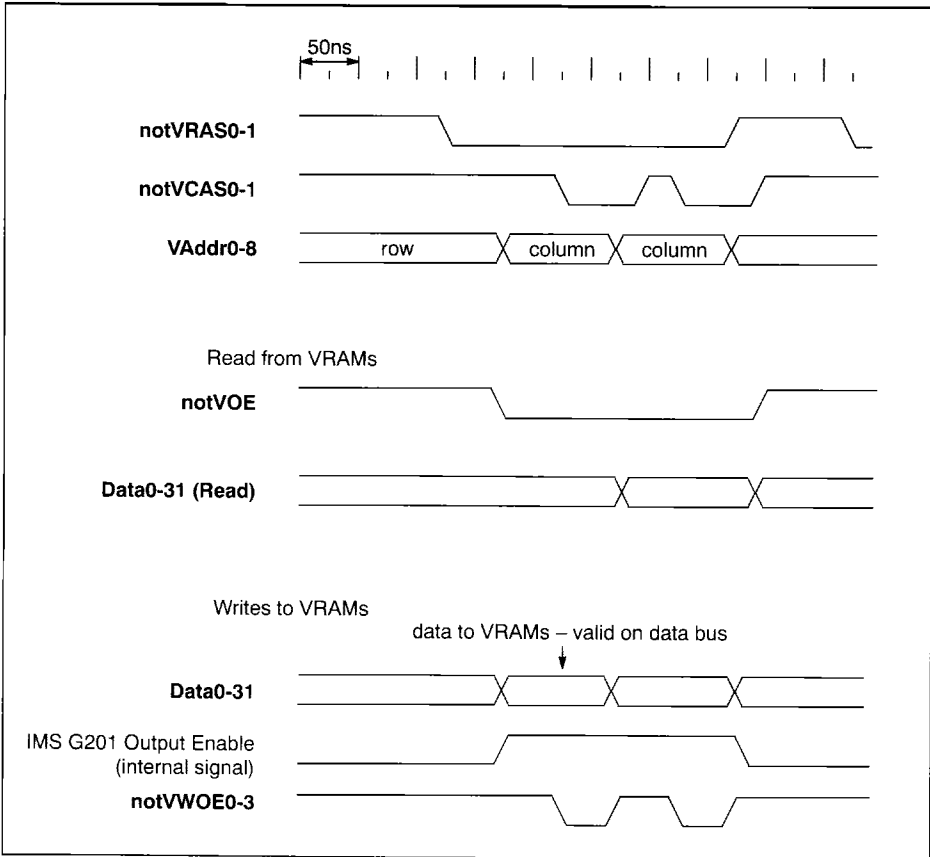 50ns
notVRAS0-1
notVCAS0-1
VAddr0-8 row column column
Read from VRAMs
notVOE
Data0-31 (Read)
Writes to VRAMs
data to VRAMs – valid on data bus
Data0-31
IMS G201 Output Enable
(internal signal)
notVWOE0-3